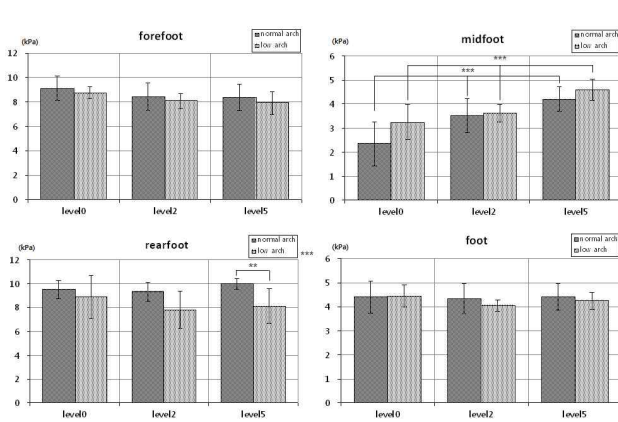 forefoot
(kPa)
normal arch
low arch
12
10
8
6
4
2
0
level0
level2
level5
midfoot
(kPa)
normal arch
low arch
6
5
4
3
2
1
0
***
***
level0
level2
level5
rearfoot
(kPa)
normal arch
low arch
***
**
12
10
8
6
4
2
0
level0
level2
level5
foot
(kPa)
normal arch
low arch
6
5
4
3
2
1
0
level0
level2
level5